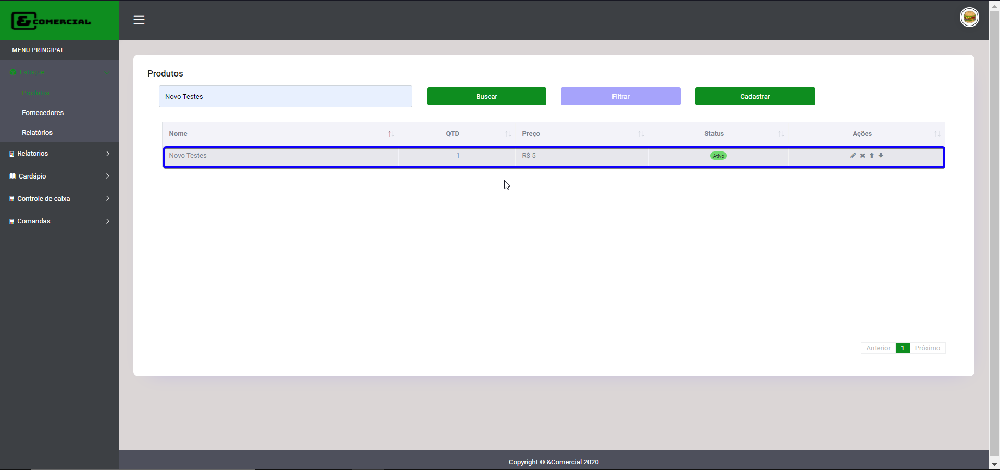 &COMERCIAL
MENU PRINCIPAL
Estoque
Produtos
Fornecedores
Relatórios
Relatorios
Cardápio
Controle de caixa
Comandas
Produtos
Novo Testes
Buscar
Filtrar
Cadastrar
Nome QTD Preço Status Ações
Novo Testes -1 R$ 5 Ativo
Anterior 1 Próximo
Copyright © &Comercial 2020